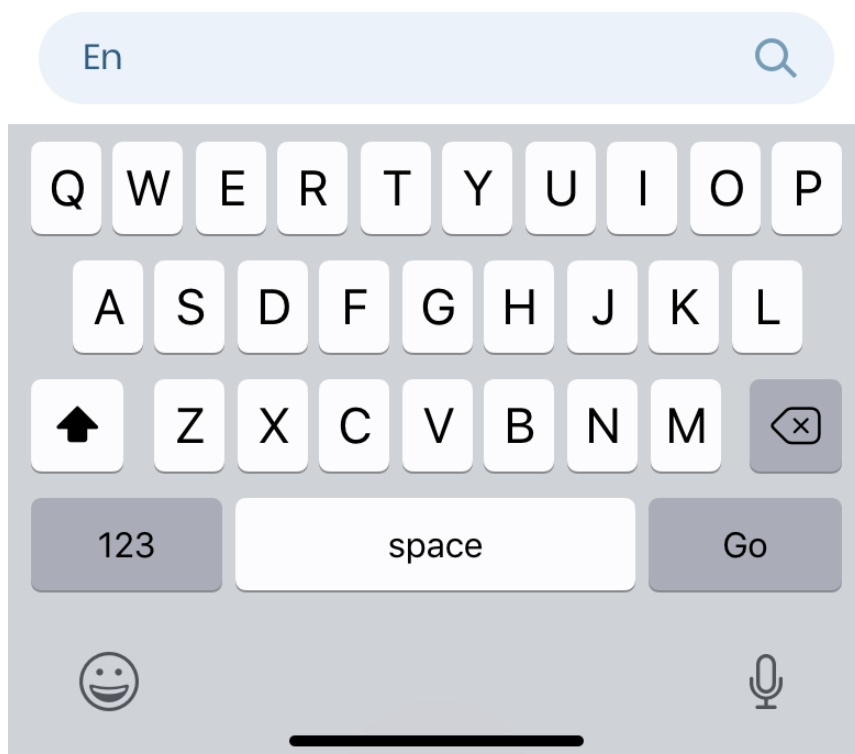 En
Q W E R T Y U I O P
A S D F G H J K L
Z X C V B N M
123 space Go